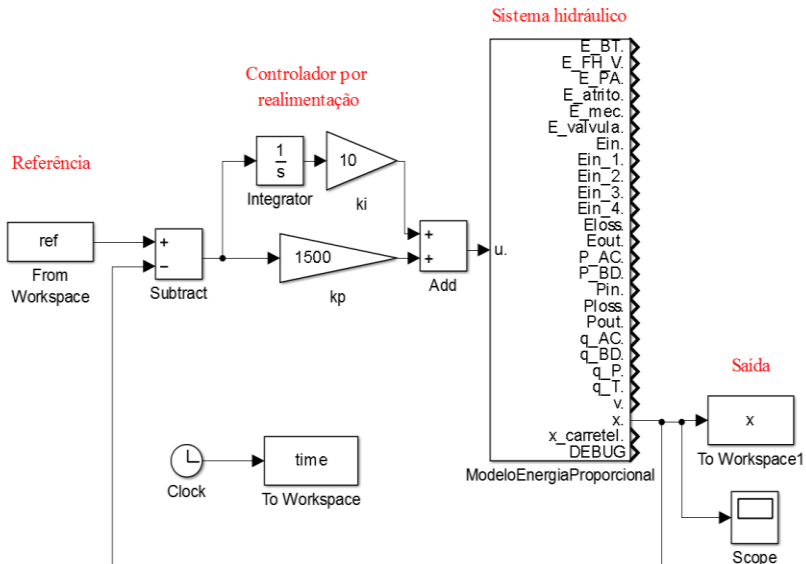 Sistema hidráulico
Controlador por
realimentação
Referência
ref
From
Workspace
+
−
Subtract
1
s
Integrator
10
ki
1500
kp
+
+
Add
u.
E_BT.
E_FH_V.
E_PA.
E_atrito.
E_mec.
E_valvula.
Ein.
Ein_1.
Ein_2.
Ein_3.
Ein_4.
Eloss.
Eout.
P_AC.
P_BD.
Pin.
Ploss.
Pout.
q_AC.
q_BD.
q_P.
q_T.
v.
x.
x_carretel.
DEBUG
ModeloEnergiaProporcional
Saída
x
To Workspace1
Scope
Clock
time
To Workspace